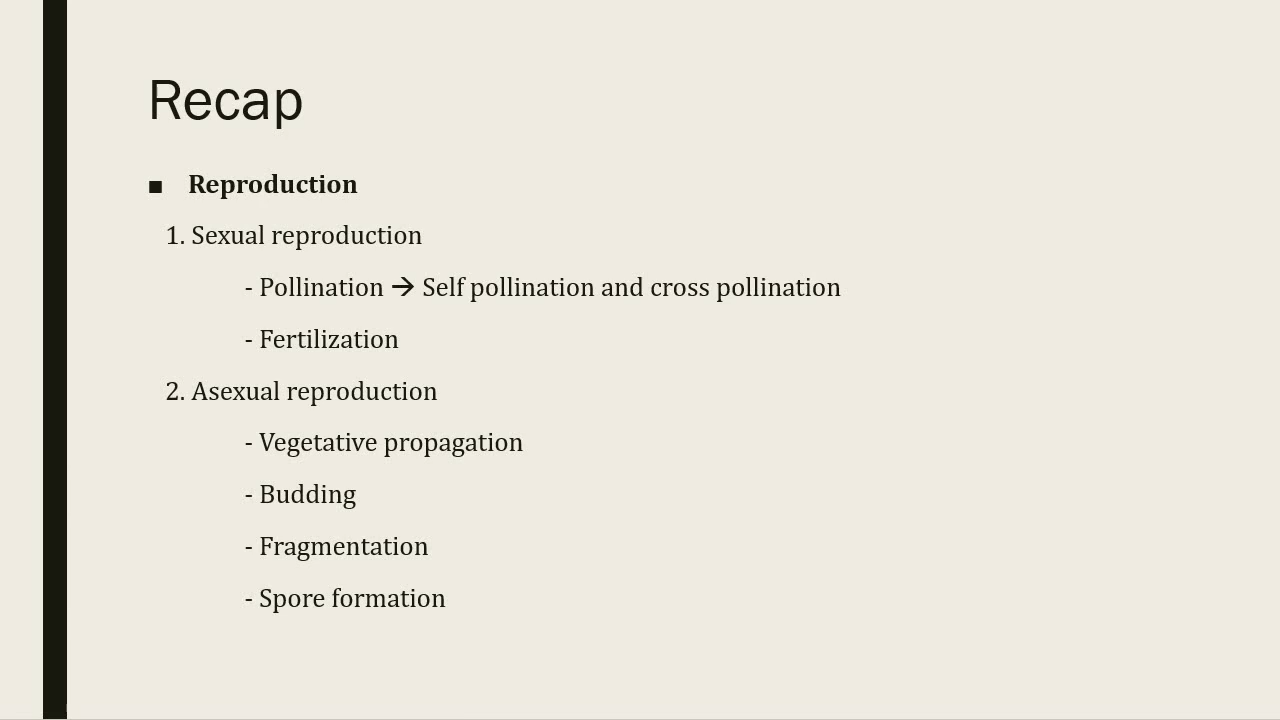 Recap
■ Reproduction
1. Sexual reproduction
- Pollination → Self pollination and cross pollination
- Fertilization
2. Asexual reproduction
- Vegetative propagation
- Budding
- Fragmentation
- Spore formation